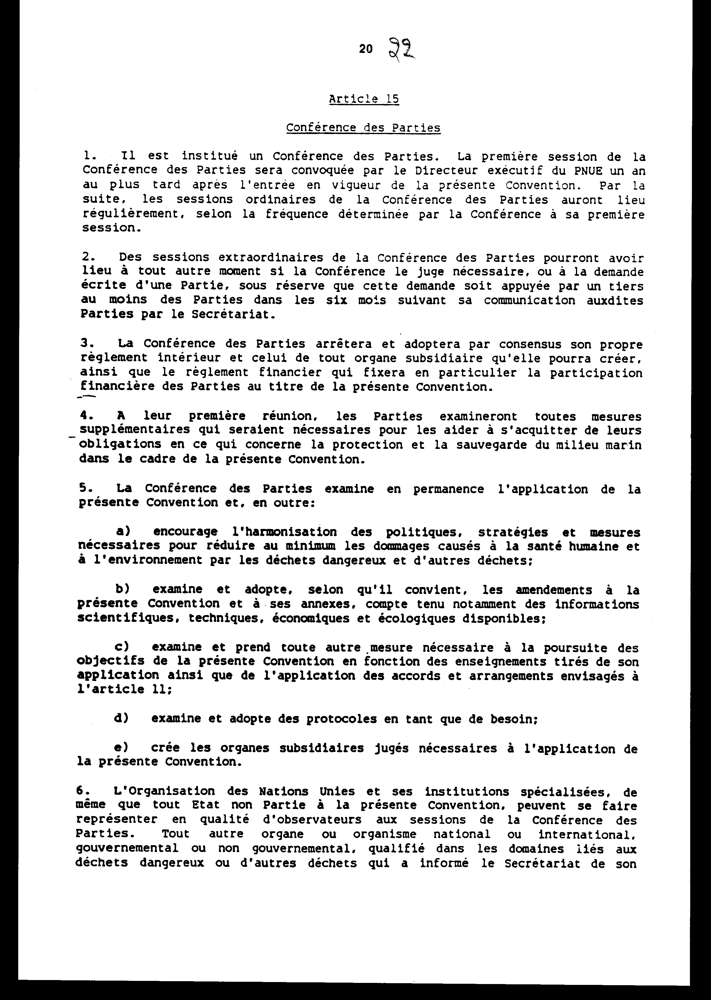 20 22
Article 15
Conférence des Parties
1. Il est institué un Conférence des Parties. La première session de la
Conférence des Parties sera convoquée par le Directeur exécutif du PNUE un an
au plus tard après l'entrée en vigueur de la présente Convention. Par la
suite, les sessions ordinaires de la Conférence des Parties auront lieu
régulièrement, selon la fréquence déterminée par la Conférence à sa première
session.
2. Des sessions extraordinaires de la Conférence des Parties pourront avoir
lieu à tout autre moment si la Conférence le juge nécessaire, ou à la demande
écrite d'une Partie, sous réserve que cette demande soit appuyée par un tiers
au moins des Parties dans les six mois suivant sa communication auxdites
Parties par le Secrétariat.
3. La Conférence des Parties arrêtera et adoptera par consensus son propre
règlement intérieur et celui de tout organe subsidiaire qu'elle pourra créer,
ainsi que le règlement financier qui fixera en particulier la participation
financière des Parties au titre de la présente Convention.
4. A leur première réunion, les Parties examineront toutes mesures
supplémentaires qui seraient nécessaires pour les aider à s'acquitter de leurs
obligations en ce qui concerne la protection et la sauvegarde du milieu marin
dans le cadre de la présente Convention.
5. La Conférence des Parties examine en permanence l'application de la
présente Convention et, en outre:
a) encourage l'harmonisation des politiques, stratégies et mesures
nécessaires pour réduire au minimum les dommages causés à la santé humaine et
à l'environnement par les déchets dangereux et d'autres déchets;
b) examine et adopte, selon qu'il convient, les amendements à la
présente Convention et à ses annexes, compte tenu notamment des informations
scientifiques, techniques, économiques et écologiques disponibles;
c) examine et prend toute autre mesure nécessaire à la poursuite des
objectifs de la présente Convention en fonction des enseignements tirés de son
application ainsi que de l'application des accords et arrangements envisagés à
l'article 11;
d) examine et adopte des protocoles en tant que de besoin;
e) crée les organes subsidiaires jugés nécessaires à l'application de
la présente Convention.
6. L'Organisation des Nations Unies et ses institutions spécialisées, de
même que tout Etat non Partie à la présente Convention, peuvent se faire
représenter en qualité d'observateurs aux sessions de la Conférence des
Parties. Tout autre organe ou organisme national ou international,
gouvernemental ou non gouvernemental, qualifié dans les domaines liés aux
déchets dangereux ou d'autres déchets qui a informé le Secrétariat de son